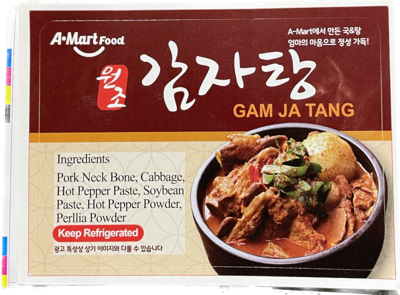 A-Mart Food
A-Mart에서 만든 국&탕
엄마의 마음으로 정성 가득!
원조
감자탕
GAM JA TANG
Ingredients
Pork Neck Bone, Cabbage,
Hot Pepper Paste, Soybean
Paste, Hot Pepper Powder,
Perllia Powder
Keep Refrigerated
광고 특성상 상기 이미지와 다를 수 있습니다